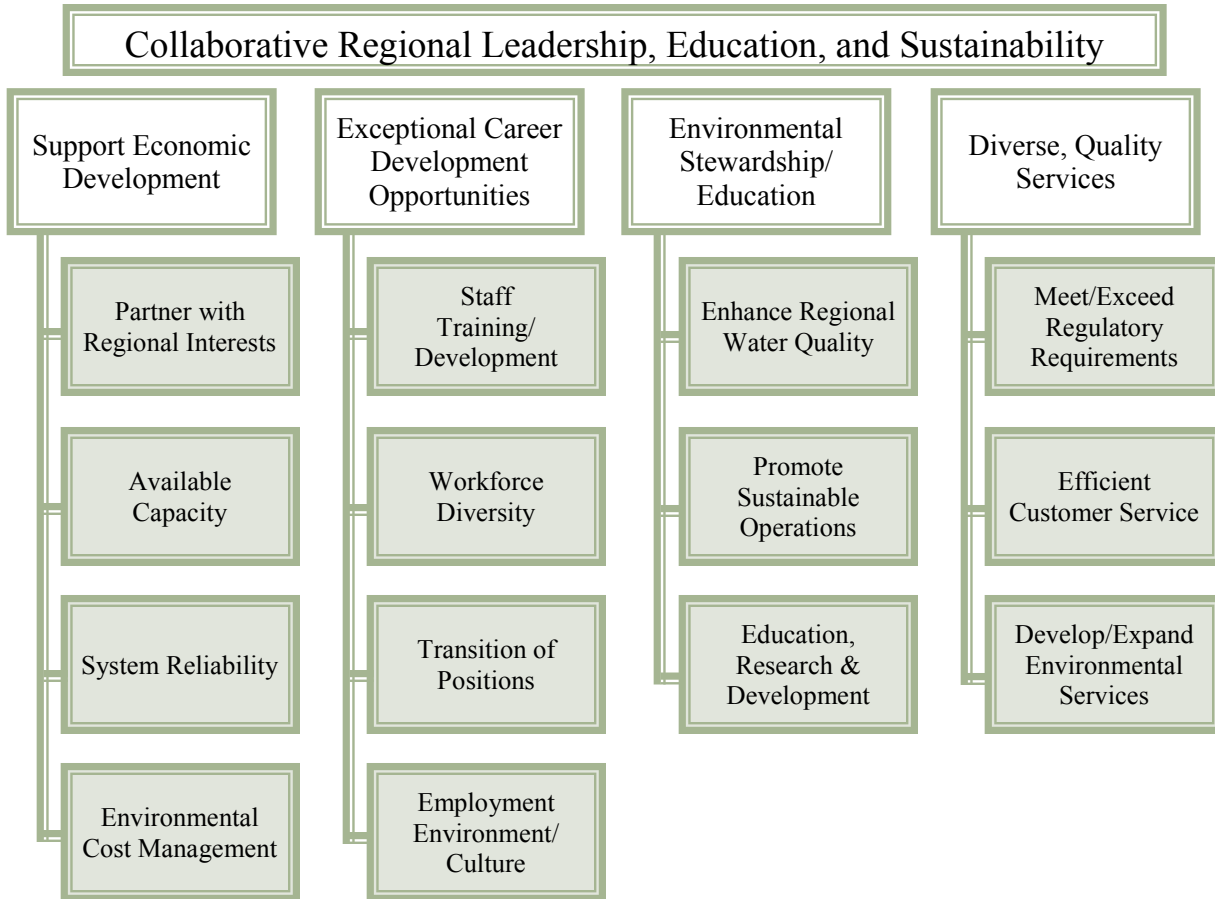 Collaborative Regional Leadership, Education, and Sustainability
Support Economic
Development
Partner with
Regional Interests
Available
Capacity
System Reliability
Environmental
Cost Management
Exceptional Career
Development
Opportunities
Staff
Training/
Development
Workforce
Diversity
Transition of
Positions
Employment
Environment/
Culture
Environmental
Stewardship/
Education
Enhance Regional
Water Quality
Promote
Sustainable
Operations
Education,
Research &
Development
Diverse, Quality
Services
Meet/Exceed
Regulatory
Requirements
Efficient
Customer Service
Develop/Expand
Environmental
Services